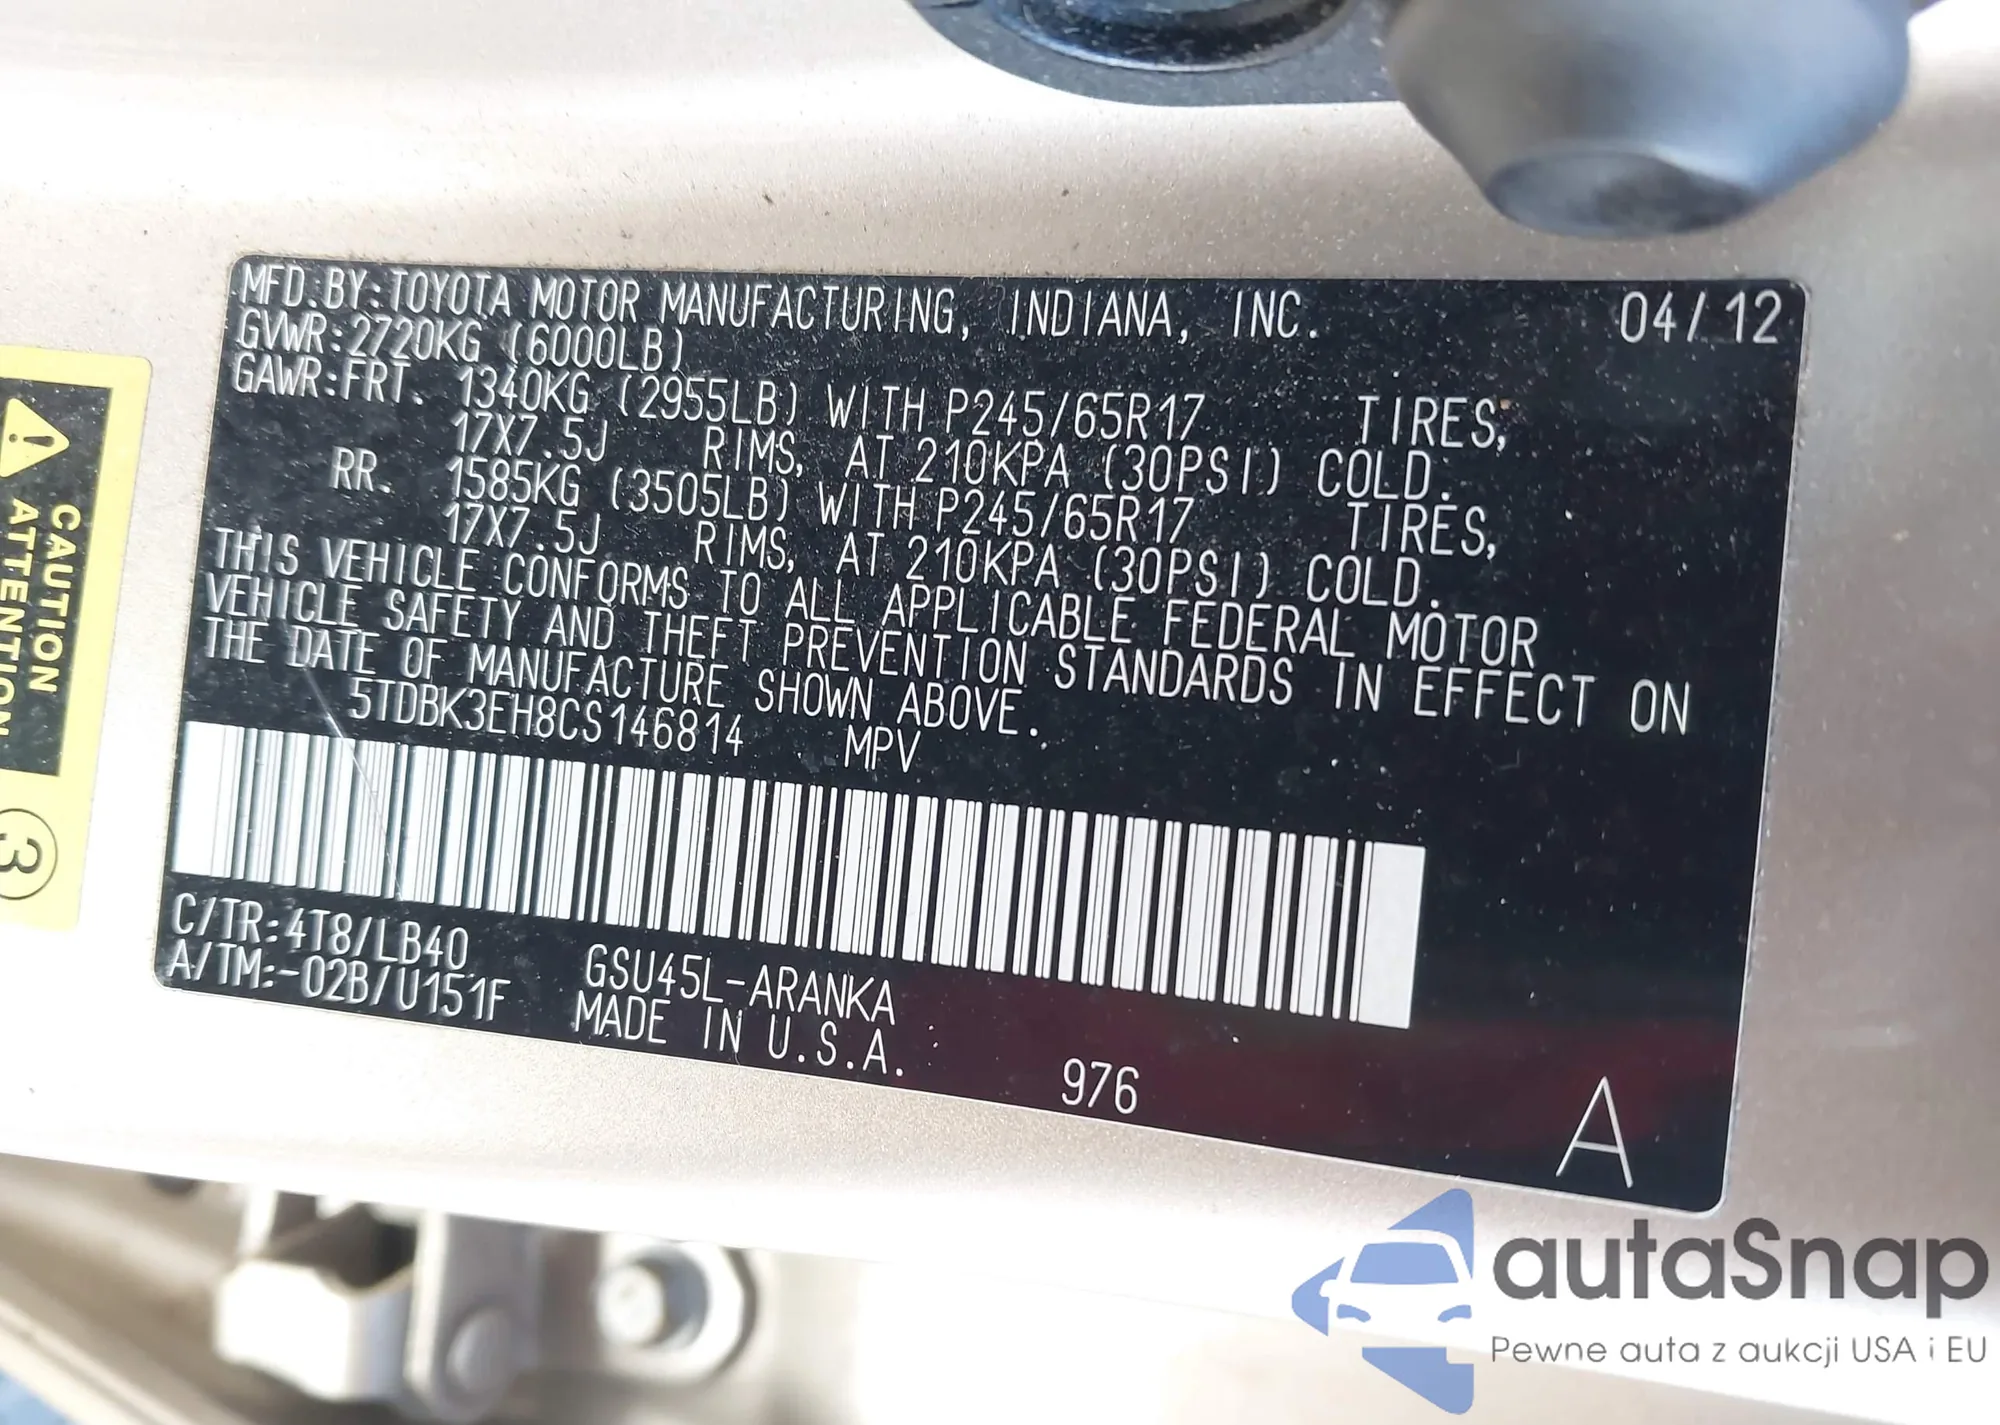 MFD.BY:TOYOTA MOTOR MANUFACTURING, INDIANA, INC. 04/12
GVWR:2720KG (6000LB)
GAWR:FRT. 1340KG (2955LB) WITH P245/65R17 TIRES,
17X7.5J RIMS, AT 210KPA (30PSI) COLD.
RR. 1585KG (3505LB) WITH P245/65R17 TIRES,
17X7.5J RIMS, AT 210KPA (30PSI) COLD.
THIS VEHICLE CONFORMS TO ALL APPLICABLE FEDERAL MOTOR
VEHICLE SAFETY AND THEFT PREVENTION STANDARDS IN EFFECT ON
THE DATE OF MANUFACTURE SHOWN ABOVE.
5TDBK3EH8CS146814 MPV
C/TR:4T8/LB40 GSU45L-ARANKA
A/TM:-02B/U151F MADE IN U.S.A.
976
A
CAUTION
ATTENTION
3
autaSnap
Pewne auta z aukcji USA i EU